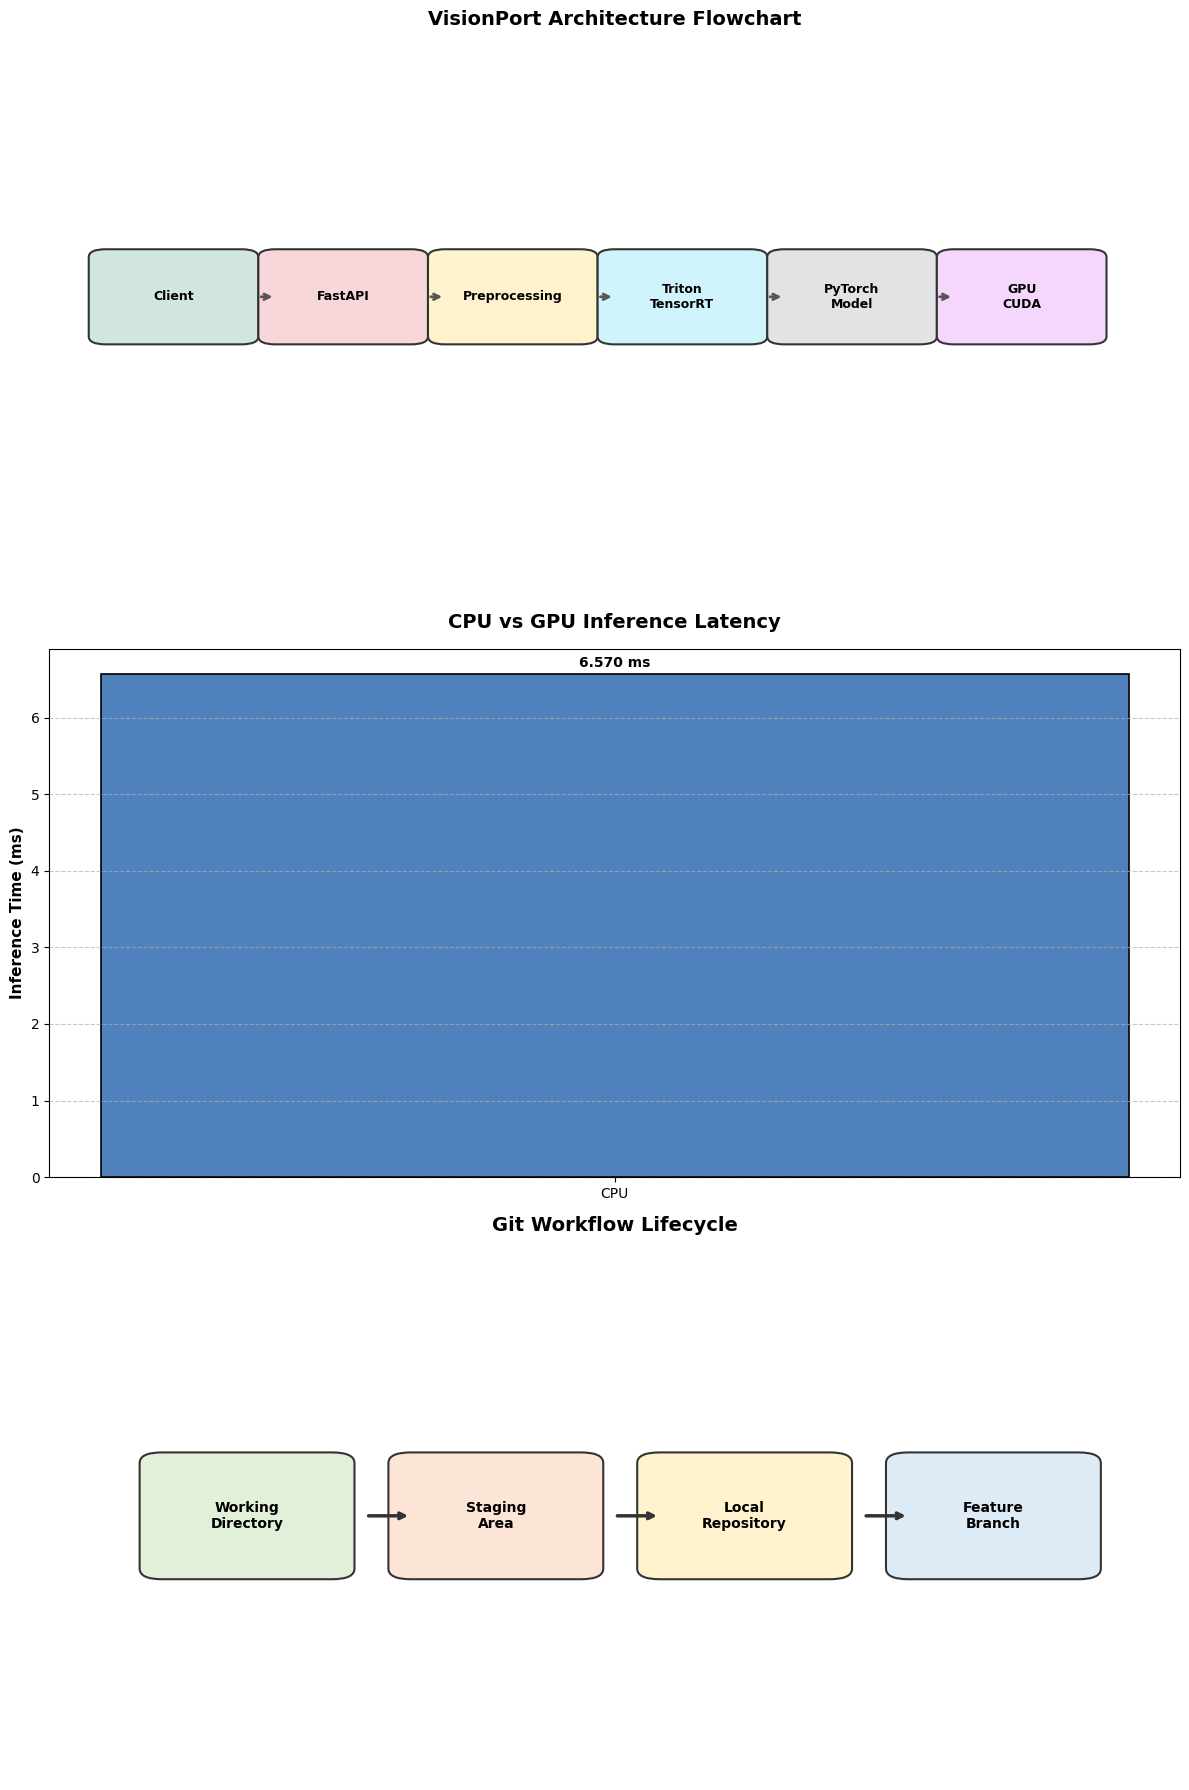 VisionPort Architecture Flowchart
Client
FastAPI
Preprocessing
Triton
TensorRT
PyTorch
Model
GPU
CUDA
CPU vs GPU Inference Latency
6.570 ms
Inference Time (ms)
6
5
4
3
2
1
0
CPU
Git Workflow Lifecycle
Working
Directory
Staging
Area
Local
Repository
Feature
Branch